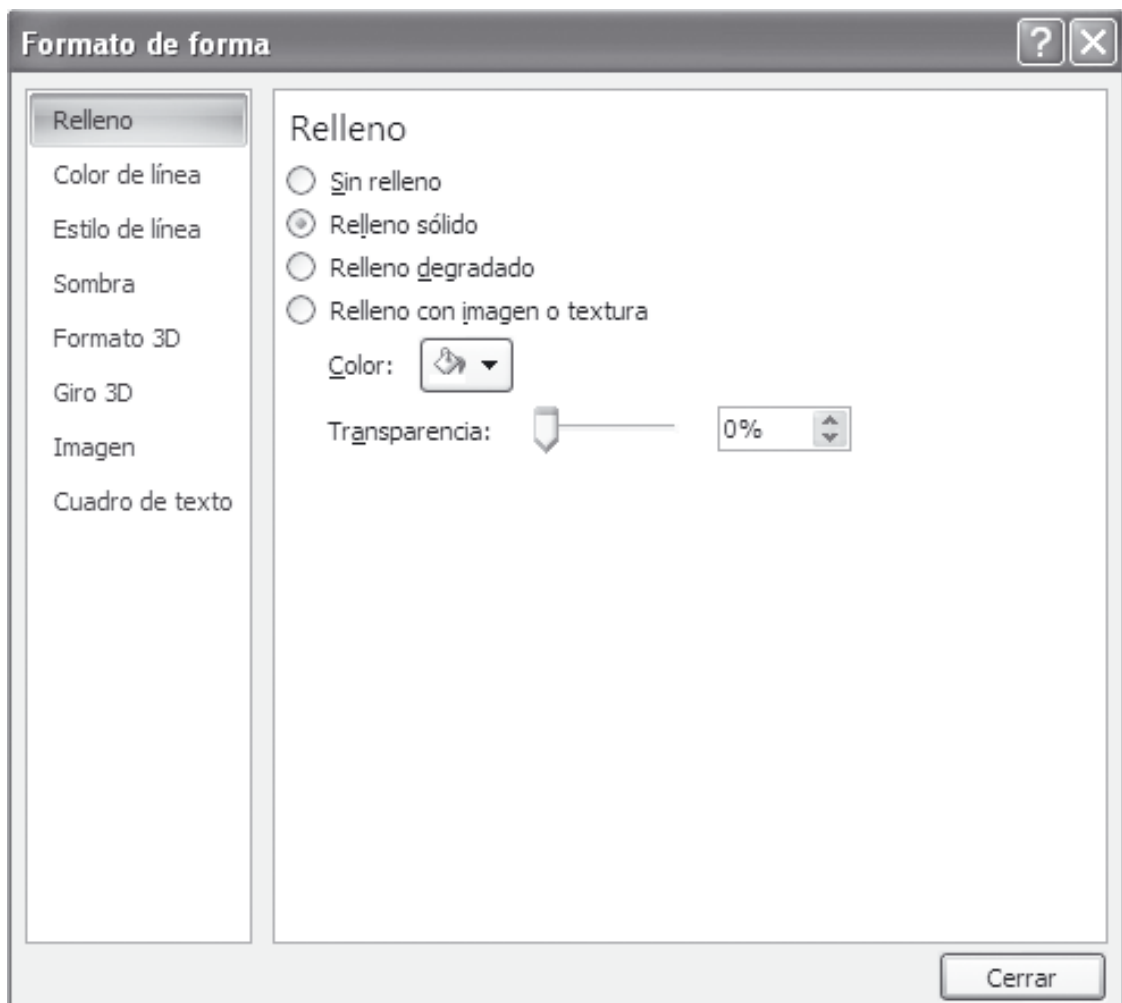 Formato de forma
Relleno
Color de línea
Estilo de línea
Sombra
Formato 3D
Giro 3D
Imagen
Cuadro de texto
Relleno
Sin relleno
Relleno sólido
Relleno degradado
Relleno con imagen o textura
Color:
Transparencia: 0%
Cerrar